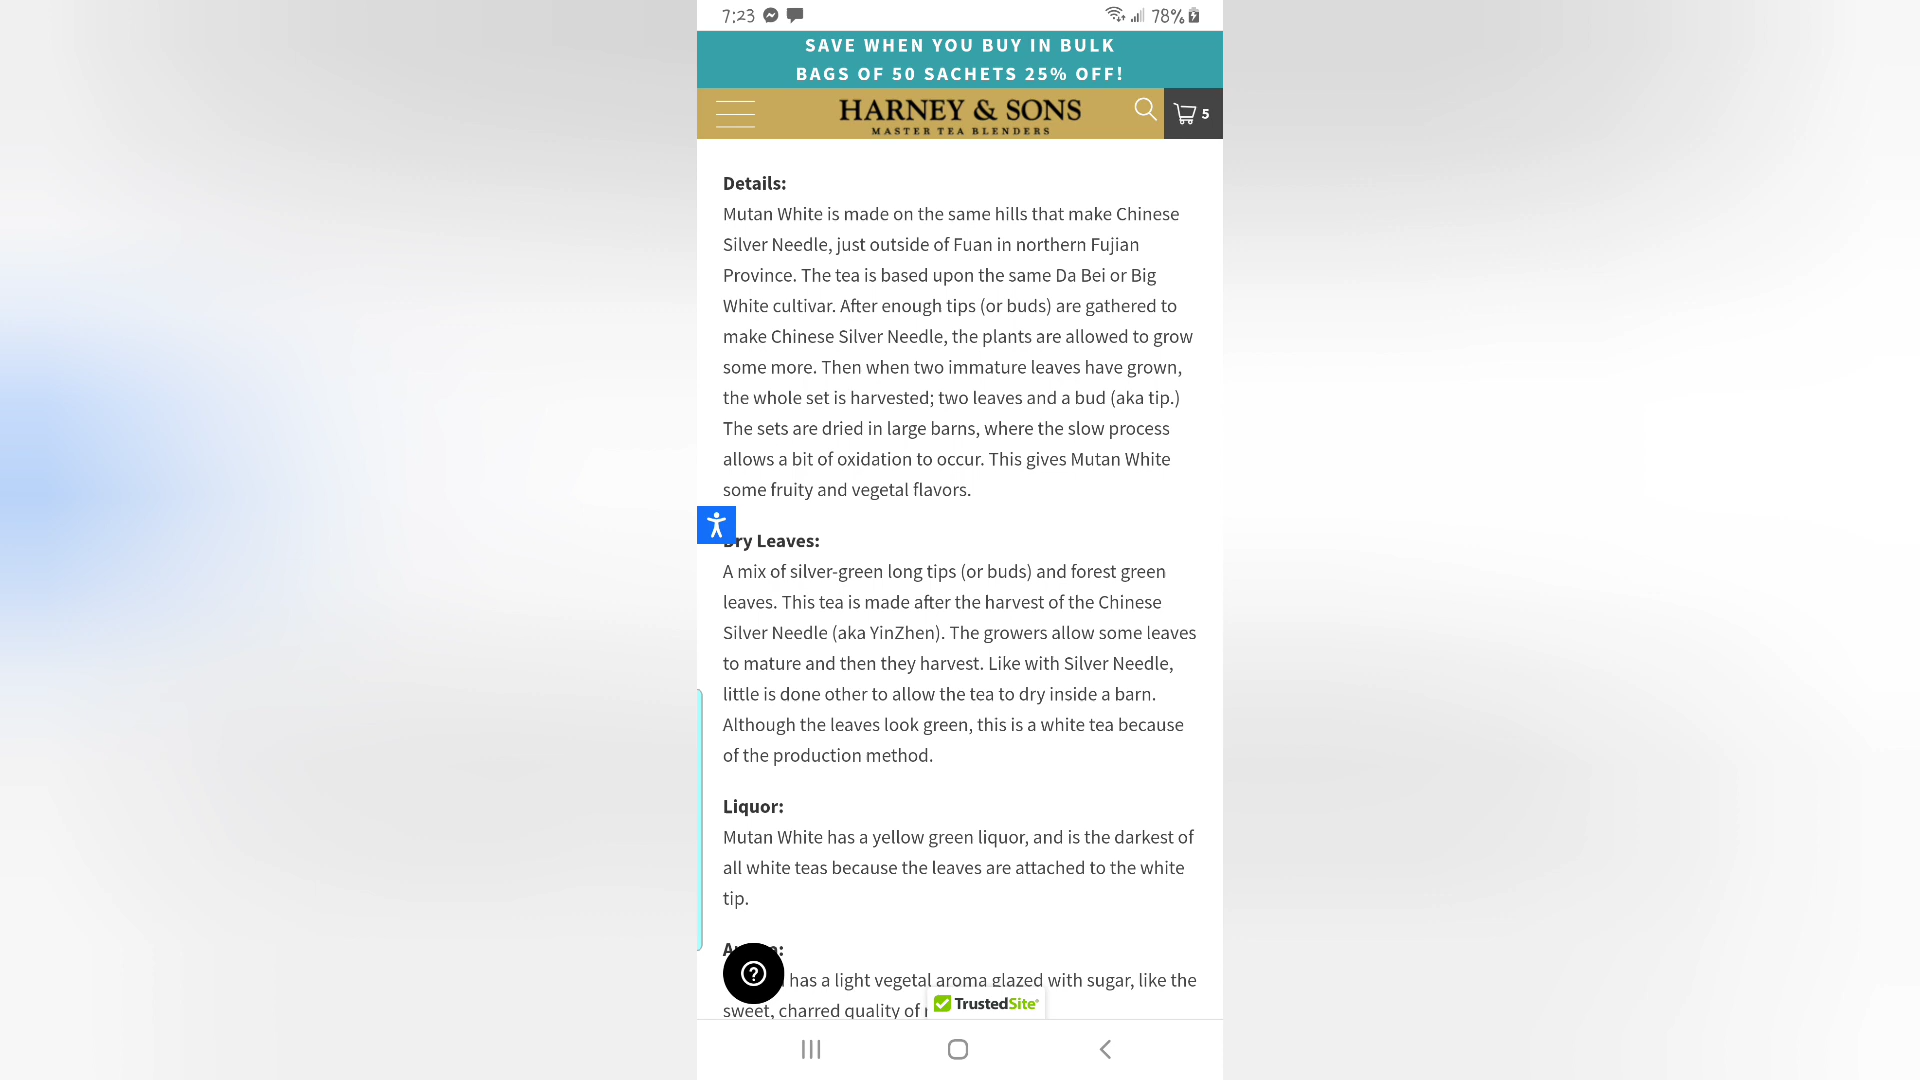 7:23
78%
SAVE WHEN YOU BUY IN BULK
BAGS OF 50 SACHETS 25% OFF!
HARNEY & SONS
MASTER TEA BLENDERS
5
Details:
Mutan White is made on the same hills that make Chinese
Silver Needle, just outside of Fuan in northern Fujian
Province. The tea is based upon the same Da Bei or Big
White cultivar. After enough tips (or buds) are gathered to
make Chinese Silver Needle, the plants are allowed to grow
some more. Then when two immature leaves have grown,
the whole set is harvested; two leaves and a bud (aka tip.)
The sets are dried in large barns, where the slow process
allows a bit of oxidation to occur. This gives Mutan White
some fruity and vegetal flavors.
Dry Leaves:
A mix of silver-green long tips (or buds) and forest green
leaves. This tea is made after the harvest of the Chinese
Silver Needle (aka YinZhen). The growers allow some leaves
to mature and then they harvest. Like with Silver Needle,
little is done other to allow the tea to dry inside a barn.
Although the leaves look green, this is a white tea because
of the production method.
Liquor:
Mutan White has a yellow green liquor, and is the darkest of
all white teas because the leaves are attached to the white
tip.
has a light vegetal aroma glazed with sugar, like the
sweet, charred quality of
TrustedSite